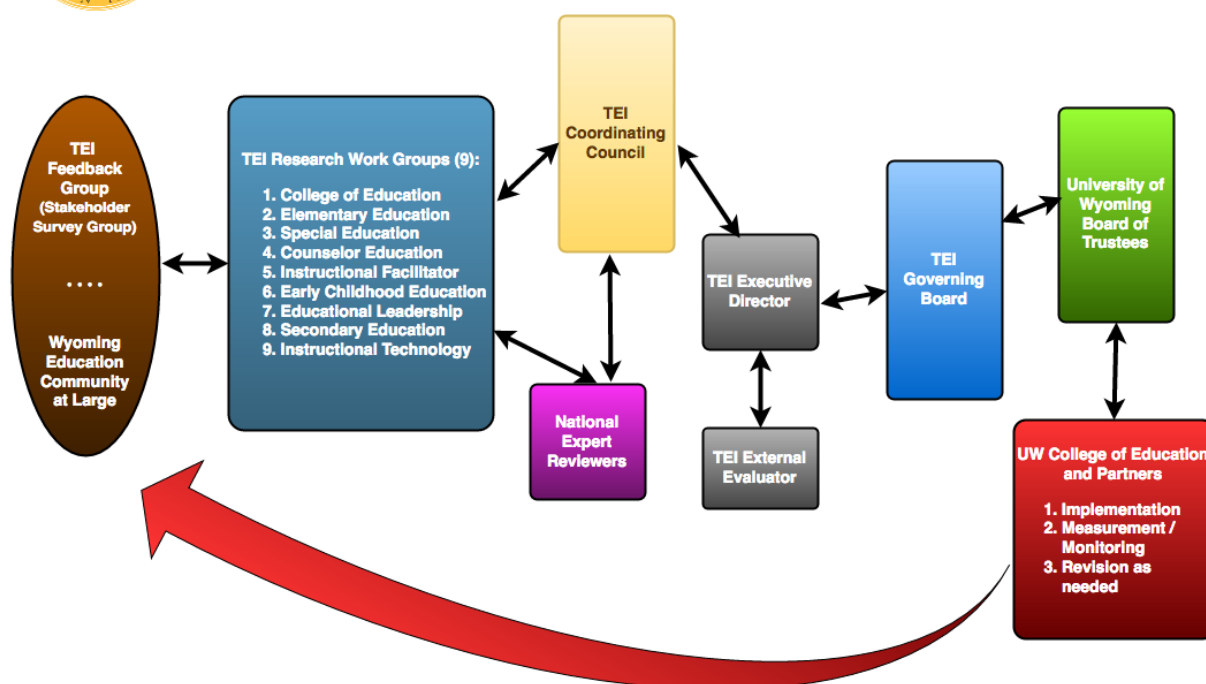 TEI
Feedback
Group
(Stakeholder
Survey Group)
....
Wyoming
Education
Community
at Large
TEI Research Work Groups (9):
1. College of Education
2. Elementary Education
3. Special Education
4. Counselor Education
5. Instructional Facilitator
6. Early Childhood Education
7. Educational Leadership
8. Secondary Education
9. Instructional Technology
TEI
Coordinating
Council
National
Expert
Reviewers
TEI Executive
Director
TEI External
Evaluator
TEI
Governing
Board
University of
Wyoming
Board of
Trustees
UW College of Education
and Partners
1. Implementation
2. Measurement /
Monitoring
3. Revision as
needed